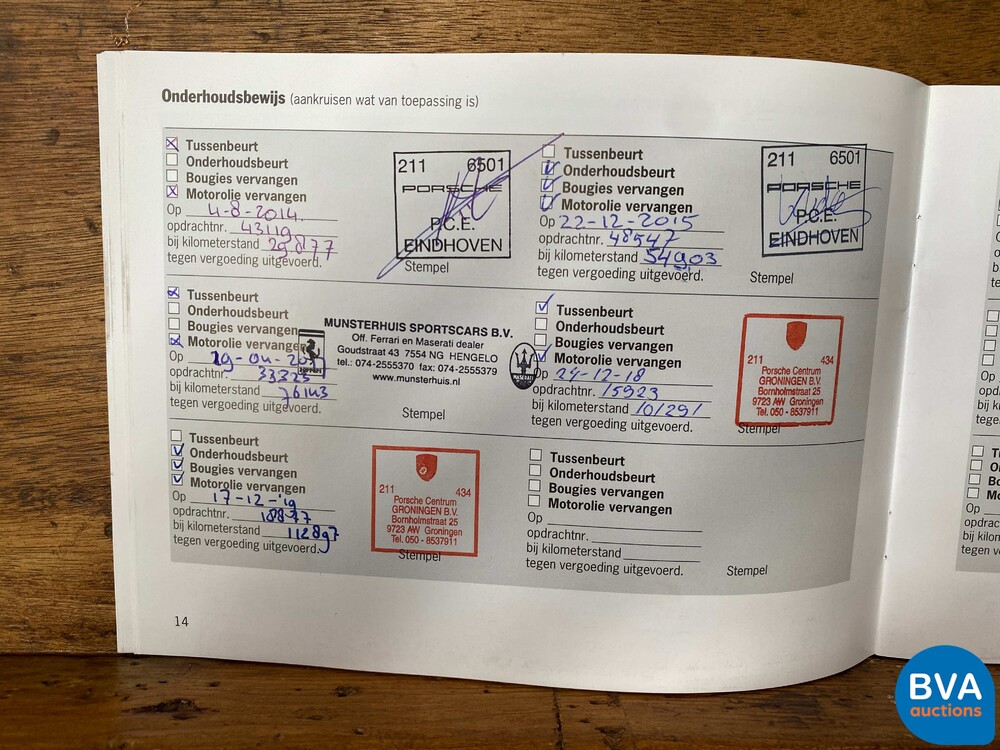 Onderhoudsbewijs (aankruisen wat van toepassing is)
Tussenbeurt
Onderhoudsbeurt
Bougies vervangen
Motorolie vervangen
Op 4-8-2014.
opdrachtnr. 43119
bij kilometerstand 29877
tegen vergoeding uitgevoerd.
211 6501
PORSCHE
P.C.E.
EINDHOVEN
Stempel
Tussenbeurt
Onderhoudsbeurt
Bougies vervangen
Motorolie vervangen
Op 22-12-2015
opdrachtnr. 48547
bij kilometerstand 54903
tegen vergoeding uitgevoerd.
211 6501
PORSCHE
P.C.E.
EINDHOVEN
Stempel
Tussenbeurt
Onderhoudsbeurt
Bougies vervangen
Motorolie vervangen
Op 19-04-201
opdrachtnr. 33325
bij kilometerstand 76143
tegen vergoeding uitgevoerd.
Ferrari
MUNSTERHUIS SPORTSCARS B.V.
Off. Ferrari en Maserati dealer
Goudstraat 43 7554 NG HENGELO
tel.: 074-2555370 fax: 074-2555379
www.munsterhuis.nl
MASERATI
Stempel
Tussenbeurt
Onderhoudsbeurt
Bougies vervangen
Motorolie vervangen
Op 24-12-18
opdrachtnr. 15923
bij kilometerstand 101291
tegen vergoeding uitgevoerd.
211 434
Porsche Centrum
GRONINGEN B.V.
Bornholmstraat 25
9723 AW Groningen
Tel. 050 - 8537911
Stempel
Tussenbeurt
Onderhoudsbeurt
Bougies vervangen
Motorolie vervangen
Op 17-12-'19
opdrachtnr. 18877
bij kilometerstand 112897
tegen vergoeding uitgevoerd.
211 434
Porsche Centrum
GRONINGEN B.V.
Bornholmstraat 25
9723 AW Groningen
Tel. 050 - 8537911
Stempel
Tussenbeurt
Onderhoudsbeurt
Bougies vervangen
Motorolie vervangen
Op
opdrachtnr.
bij kilometerstand
tegen vergoeding uitgevoerd.
Stempel
14
BVA
auctions